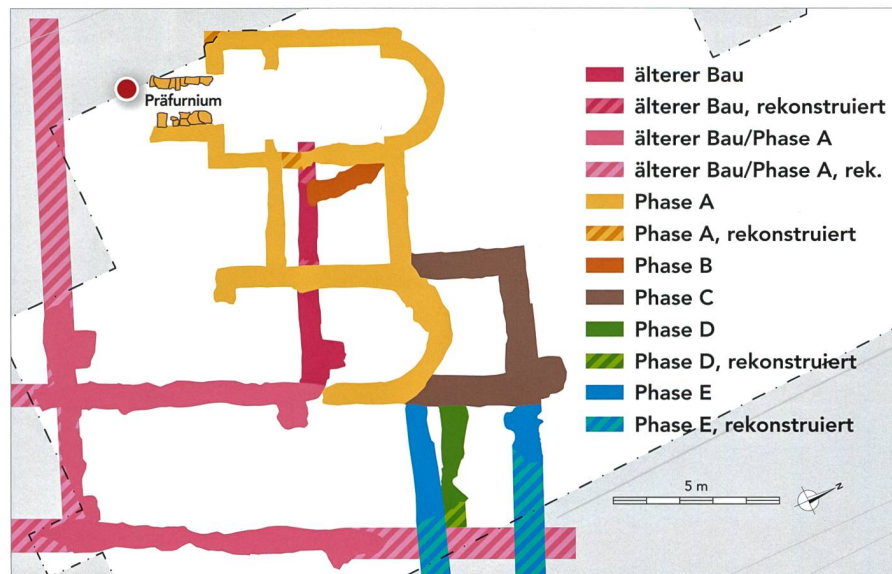 Präfurnium
älterer Bau
älterer Bau, rekonstruiert
älterer Bau/Phase A
älterer Bau/Phase A, rek.
Phase A
Phase A, rekonstruiert
Phase B
Phase C
Phase D
Phase D, rekonstruiert
Phase E
Phase E, rekonstruiert
5 m
N